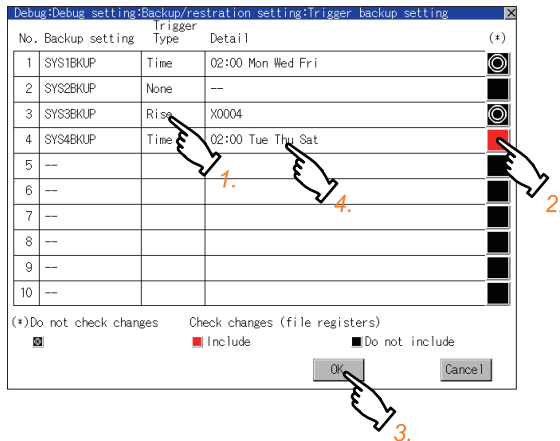 Debug:Debug setting:Backup/restration setting:Trigger backup setting
No. Backup setting Trigger Type Detail (*)
1 SYS1BKUP Time 02:00 Mon Wed Fri
2 SYS2BKUP None --
3 SYS3BKUP Rise X0004
4 SYS4BKUP Time 02:00 Tue Thu Sat
5 --
1.
2.
6 --
4.
7 --
8 --
9 --
10 --
(*)Do not check changes Check changes (file registers)
Include Do not include
OK Cancel
3.